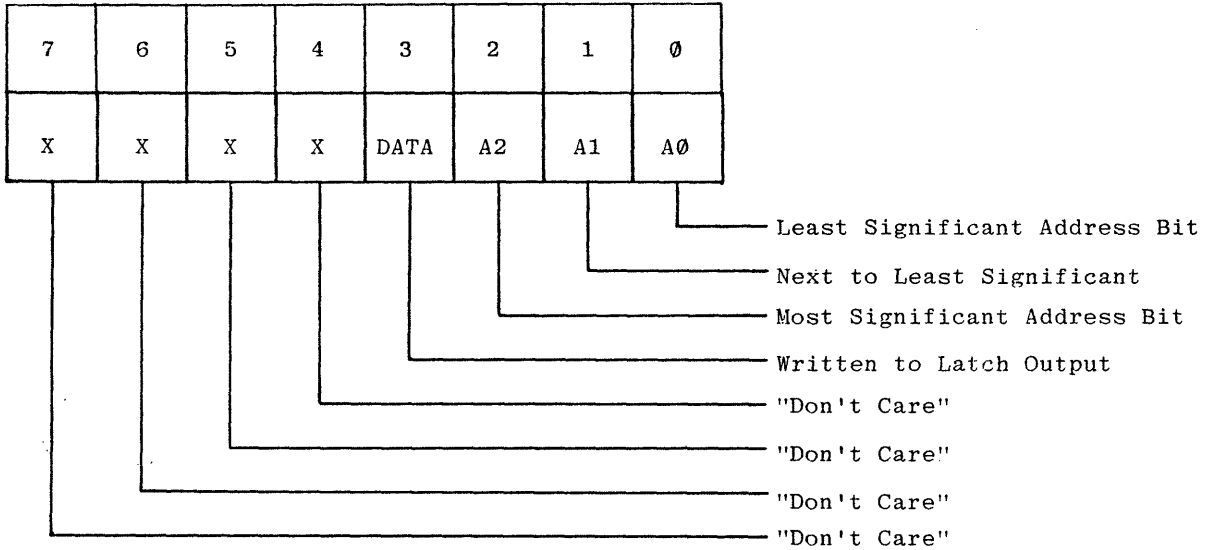 7 6 5 4 3 2 1 Ø
X X X X DATA A2 A1 AØ
Least Significant Address Bit
Next to Least Significant
Most Significant Address Bit
Written to Latch Output
"Don't Care"
"Don't Care"
"Don't Care"
"Don't Care"